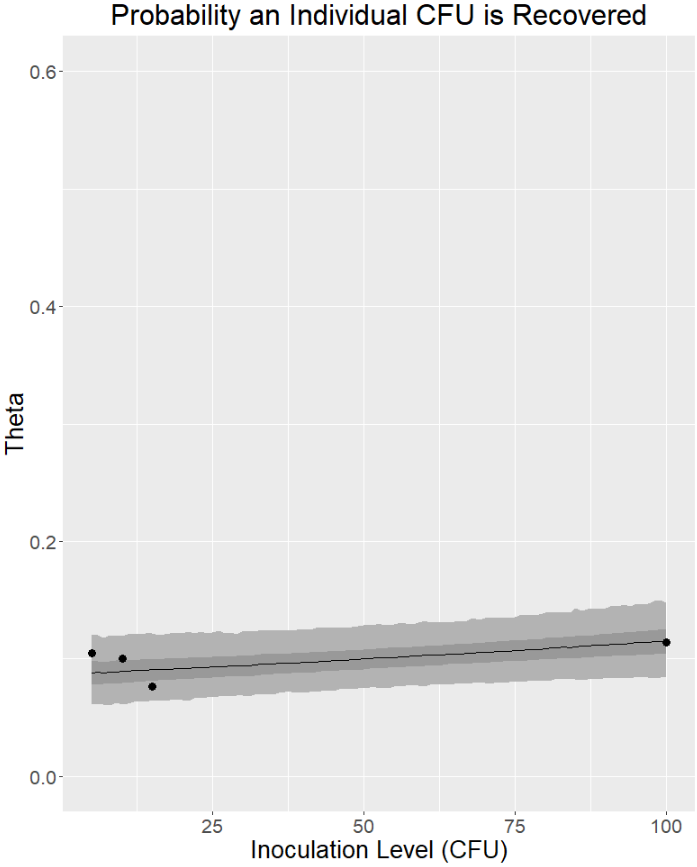 Probability an Individual CFU is Recovered
0.6
0.4
0.2
0.0
Theta
25 50 75 100
Inoculation Level (CFU)